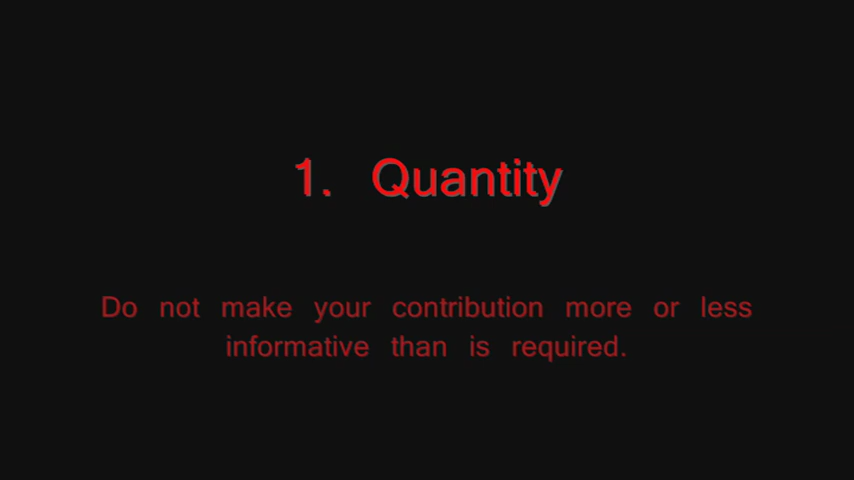 1. Quantity
Do not make your contribution more or less
informative than is required.